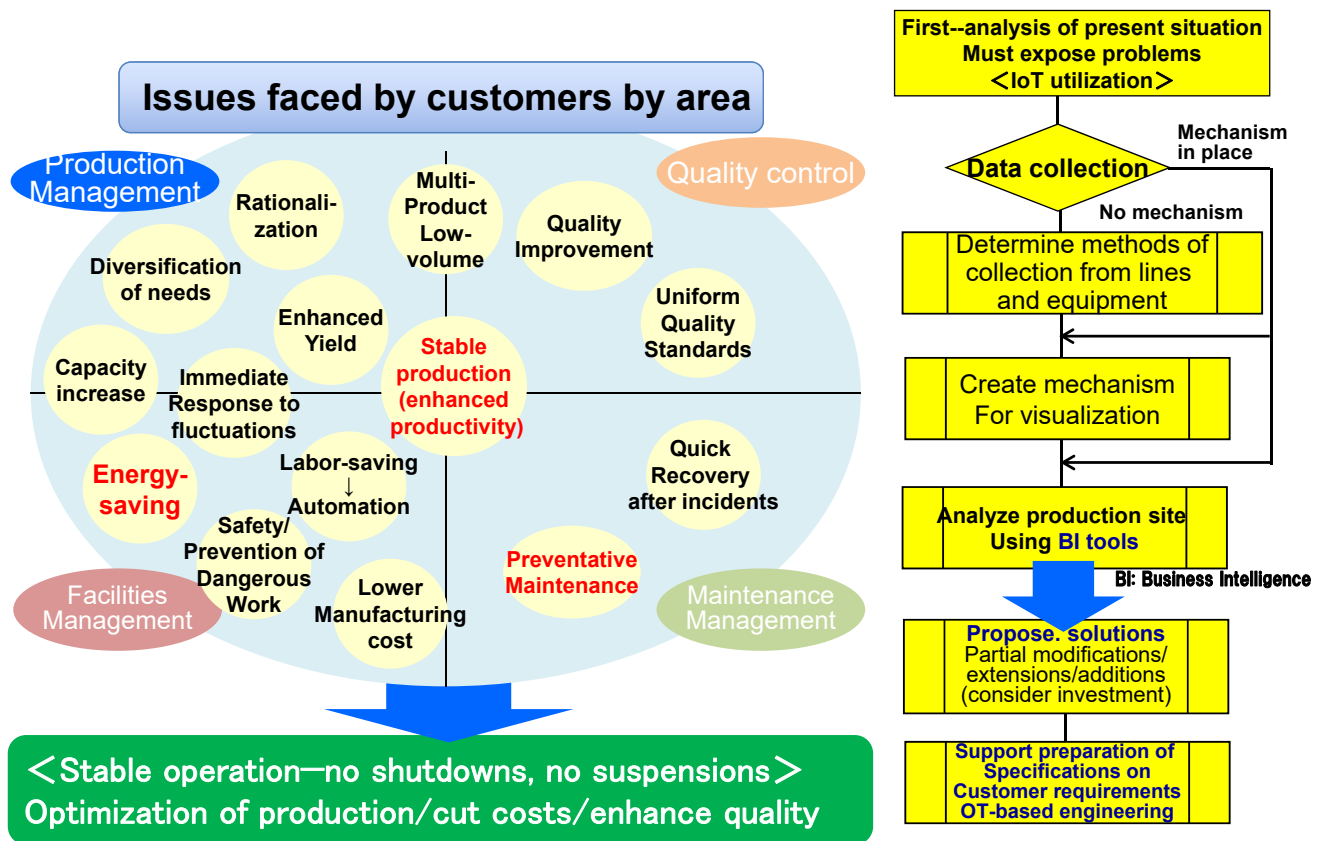 Issues faced by customers by area
Production
Management
Quality control
Rationali-
zation
Multi-
Product
Low-
volume
Quality
Improvement
Diversification
of needs
Enhanced
Yield
Uniform
Quality
Standards
Capacity
increase
Immediate
Response to
fluctuations
Stable
production
(enhanced
productivity)
Energy-
saving
Labor-saving
↓
Automation
Quick
Recovery
after incidents
Safety/
Prevention of
Dangerous
Work
Preventative
Maintenance
Lower
Manufacturing
cost
Facilities
Management
Maintenance
Management
＜Stable operation—no shutdowns, no suspensions＞
Optimization of production/cut costs/enhance quality
First--analysis of present situation
Must expose problems
＜IoT utilization＞
Data collection
Mechanism
in place
No mechanism
Determine methods of
collection from lines
and equipment
Create mechanism
For visualization
Analyze production site
Using BI tools
BI: Business Intelligence
Propose. solutions
Partial modifications/
extensions/additions
(consider investment)
Support preparation of
Specifications on
Customer requirements
OT-based engineering